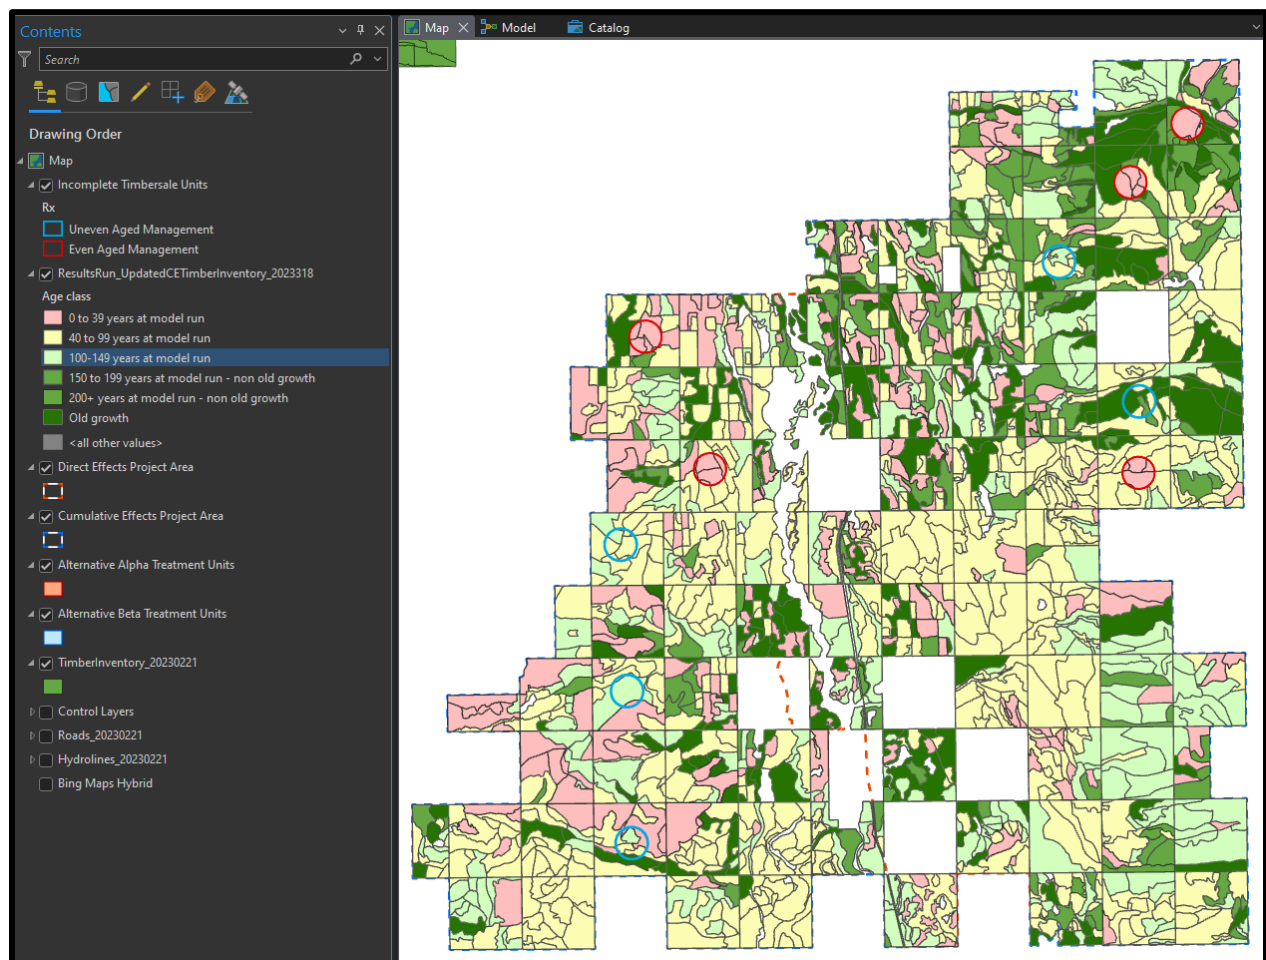 Contents
Map
Model
Catalog
Search
Drawing Order
Map
Incomplete Timbersale Units
Rx
Uneven Aged Management
Even Aged Management
ResultsRun_UpdatedCETimberInventory_2023318
Age class
0 to 39 years at model run
40 to 99 years at model run
100-149 years at model run
150 to 199 years at model run - non old growth
200+ years at model run - non old growth
Old growth
<all other values>
Direct Effects Project Area
Cumulative Effects Project Area
Alternative Alpha Treatment Units
Alternative Beta Treatment Units
TimberInventory_20230221
Control Layers
Roads_20230221
Hydrolines_20230221
Bing Maps Hybrid